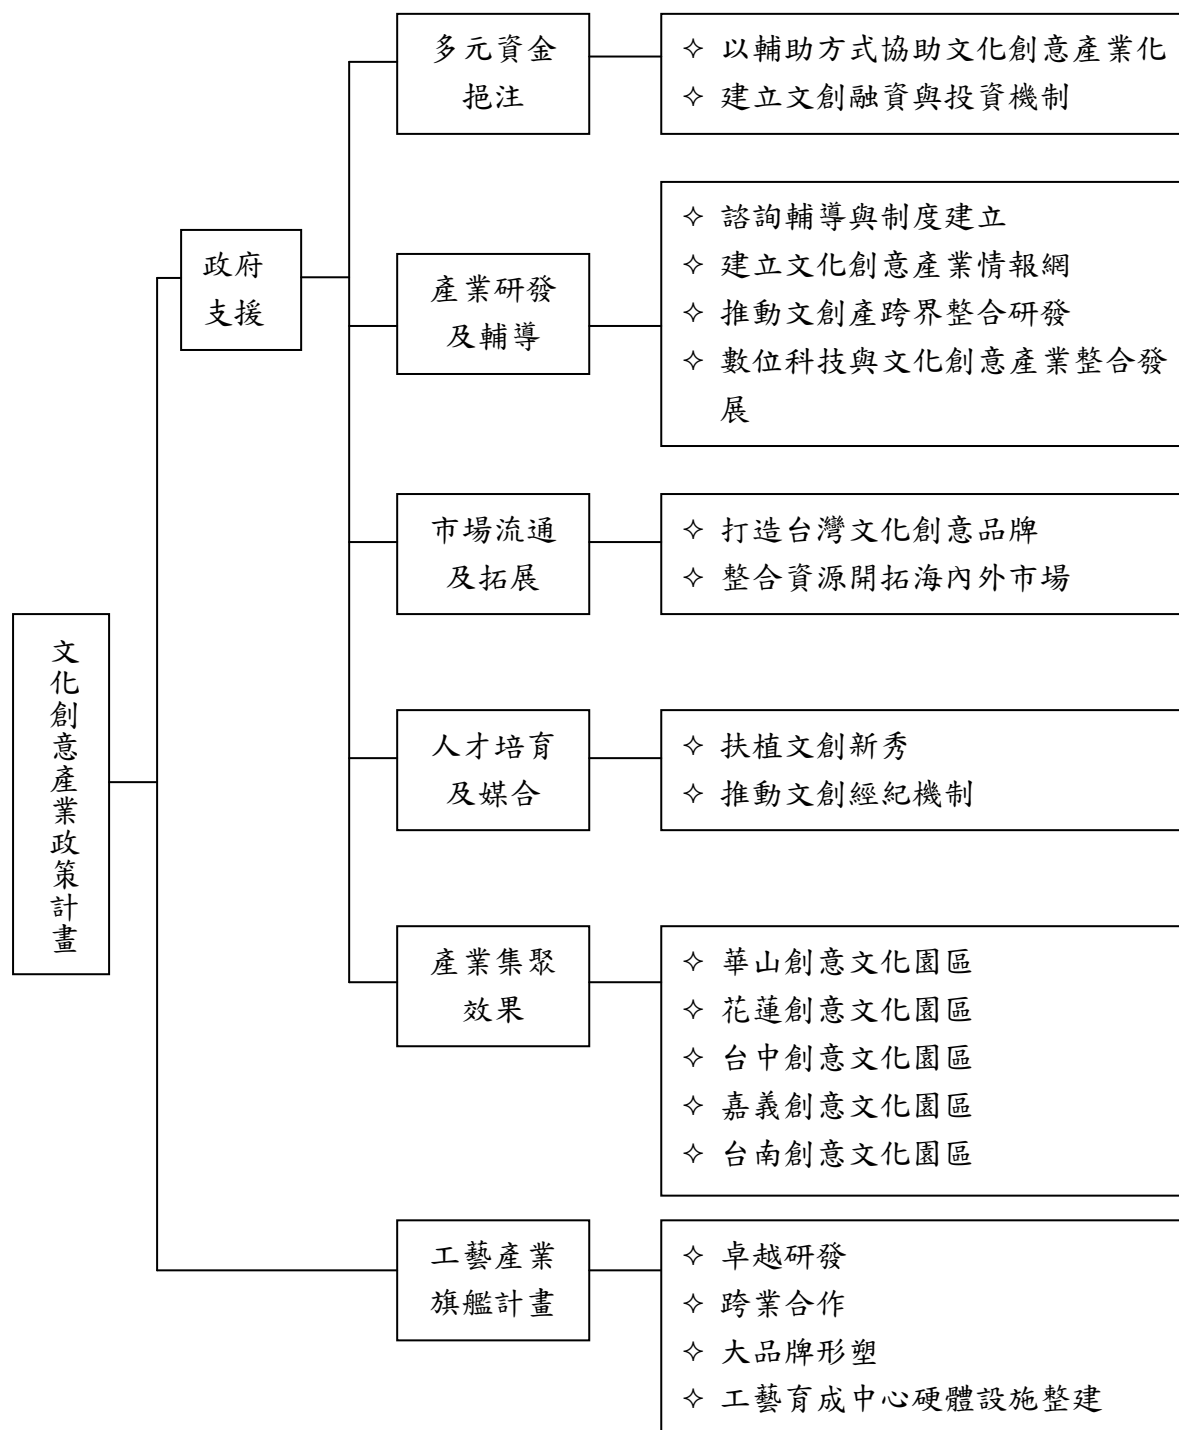 文化創意產業政策計畫
政府
支援
多元資金
挹注
✧ 以輔助方式協助文化創意產業化
✧ 建立文創融資與投資機制
產業研發
及輔導
✧ 諮詢輔導與制度建立
✧ 建立文化創意產業情報網
✧ 推動文創產跨界整合研發
✧ 數位科技與文化創意產業整合發
展
市場流通
及拓展
✧ 打造台灣文化創意品牌
✧ 整合資源開拓海內外市場
人才培育
及媒合
✧ 扶植文創新秀
✧ 推動文創經紀機制
產業集聚
效果
✧ 華山創意文化園區
✧ 花蓮創意文化園區
✧ 台中創意文化園區
✧ 嘉義創意文化園區
✧ 台南創意文化園區
工藝產業
旗艦計畫
✧ 卓越研發
✧ 跨業合作
✧ 大品牌形塑
✧ 工藝育成中心硬體設施整建